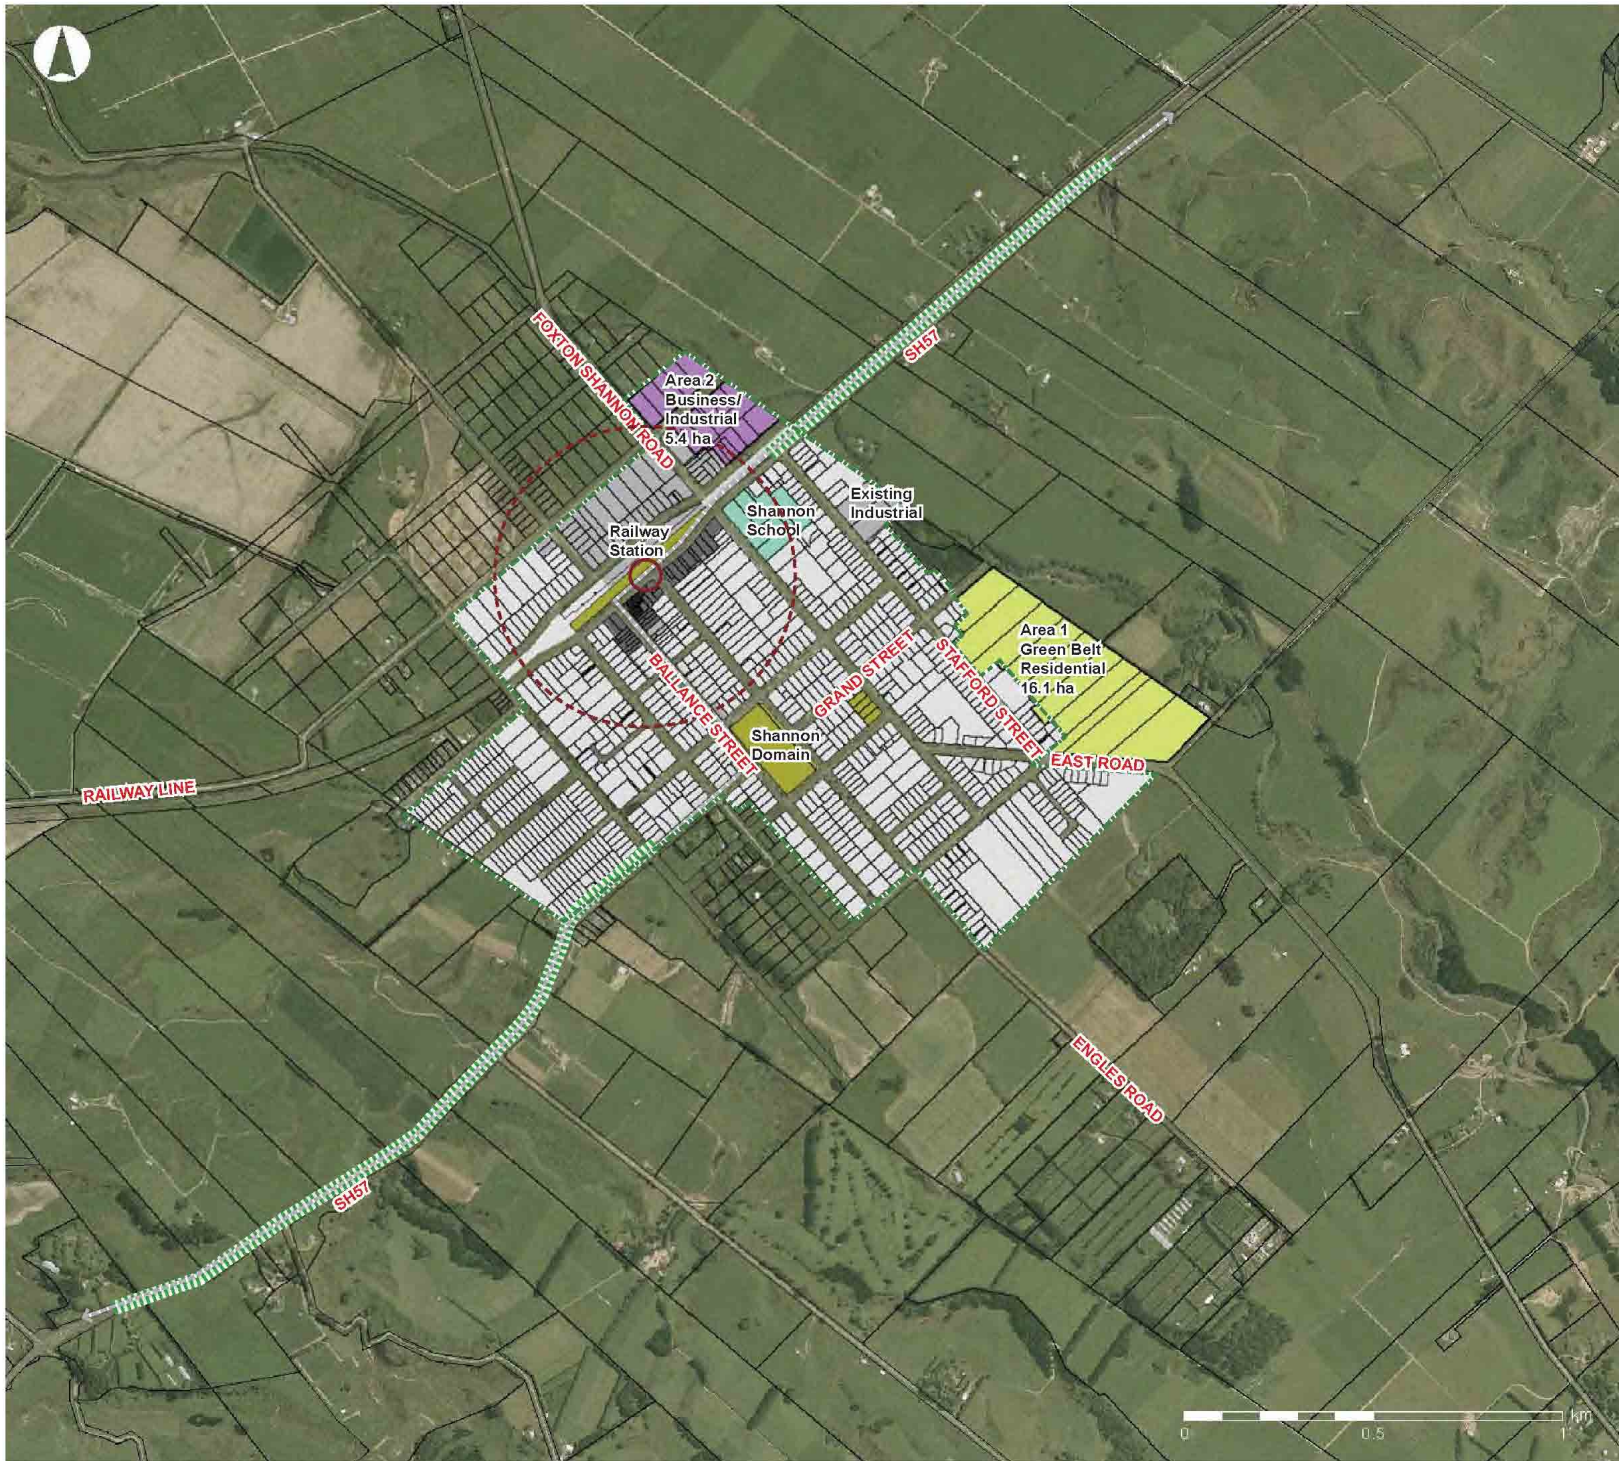 SH57
FOXTON SHANNON ROAD
Area 2
Business/
Industrial
5.4 ha
Existing
Industrial
Shannon
School
Railway
Station
Area 1
Green Belt
Residential
16.1 ha
GRAND STREET
STAFFORD STREET
BALLANCE STREET
Shannon
Domain
EAST ROAD
RAILWAY LINE
ENGLES ROAD
SH57
km
0
0.5
1